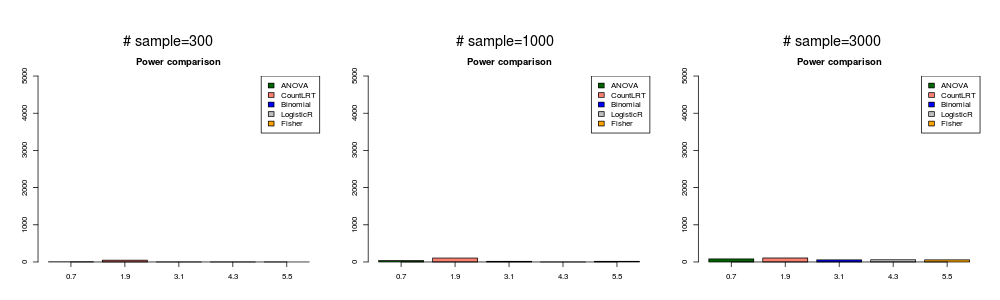 # sample=300
# sample=1000
# sample=3000
Power comparison
5000
4000
3000
2000
1000
0
ANOVA
CountLRT
Binomial
LogisticR
Fisher
0.7 1.9 3.1 4.3 5.5
Power comparison
5000
4000
3000
2000
1000
0
ANOVA
CountLRT
Binomial
LogisticR
Fisher
0.7 1.9 3.1 4.3 5.5
Power comparison
5000
4000
3000
2000
1000
0
ANOVA
CountLRT
Binomial
LogisticR
Fisher
0.7 1.9 3.1 4.3 5.5